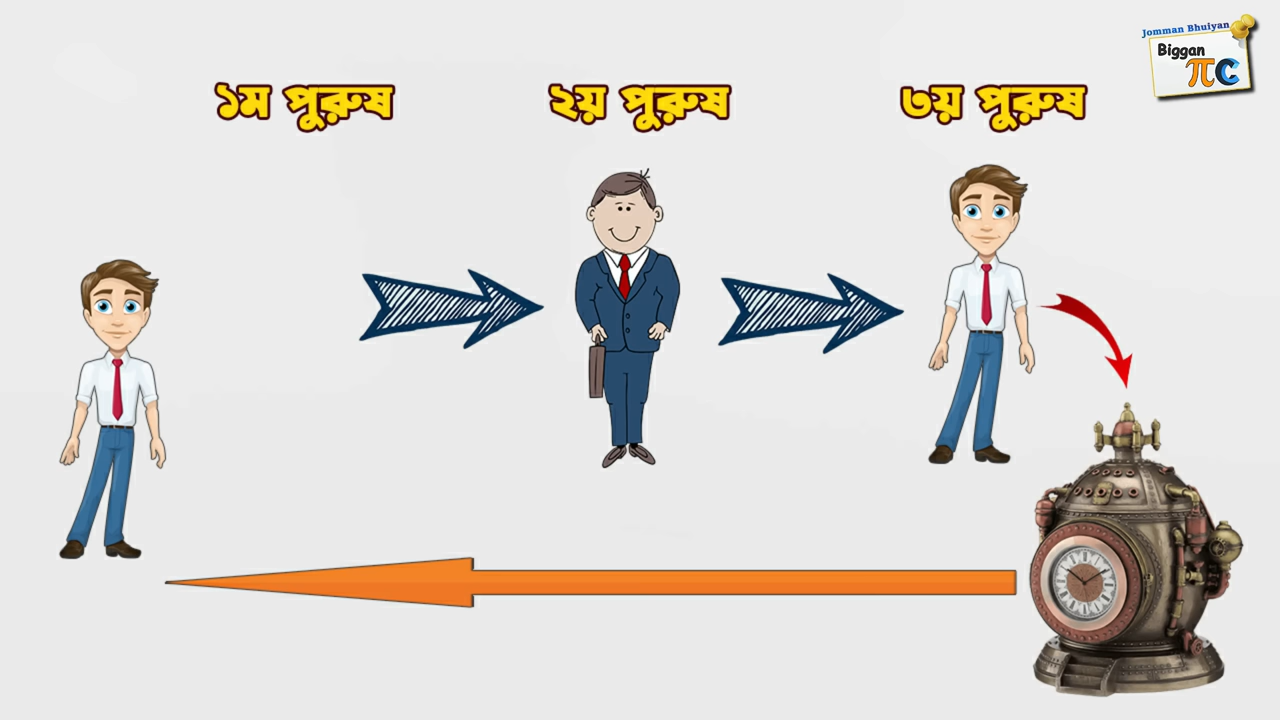 Jomman Bhuiyan
Biggan
πC
১ম পুরুষ
২য় পুরুষ
৩য় পুরুষ